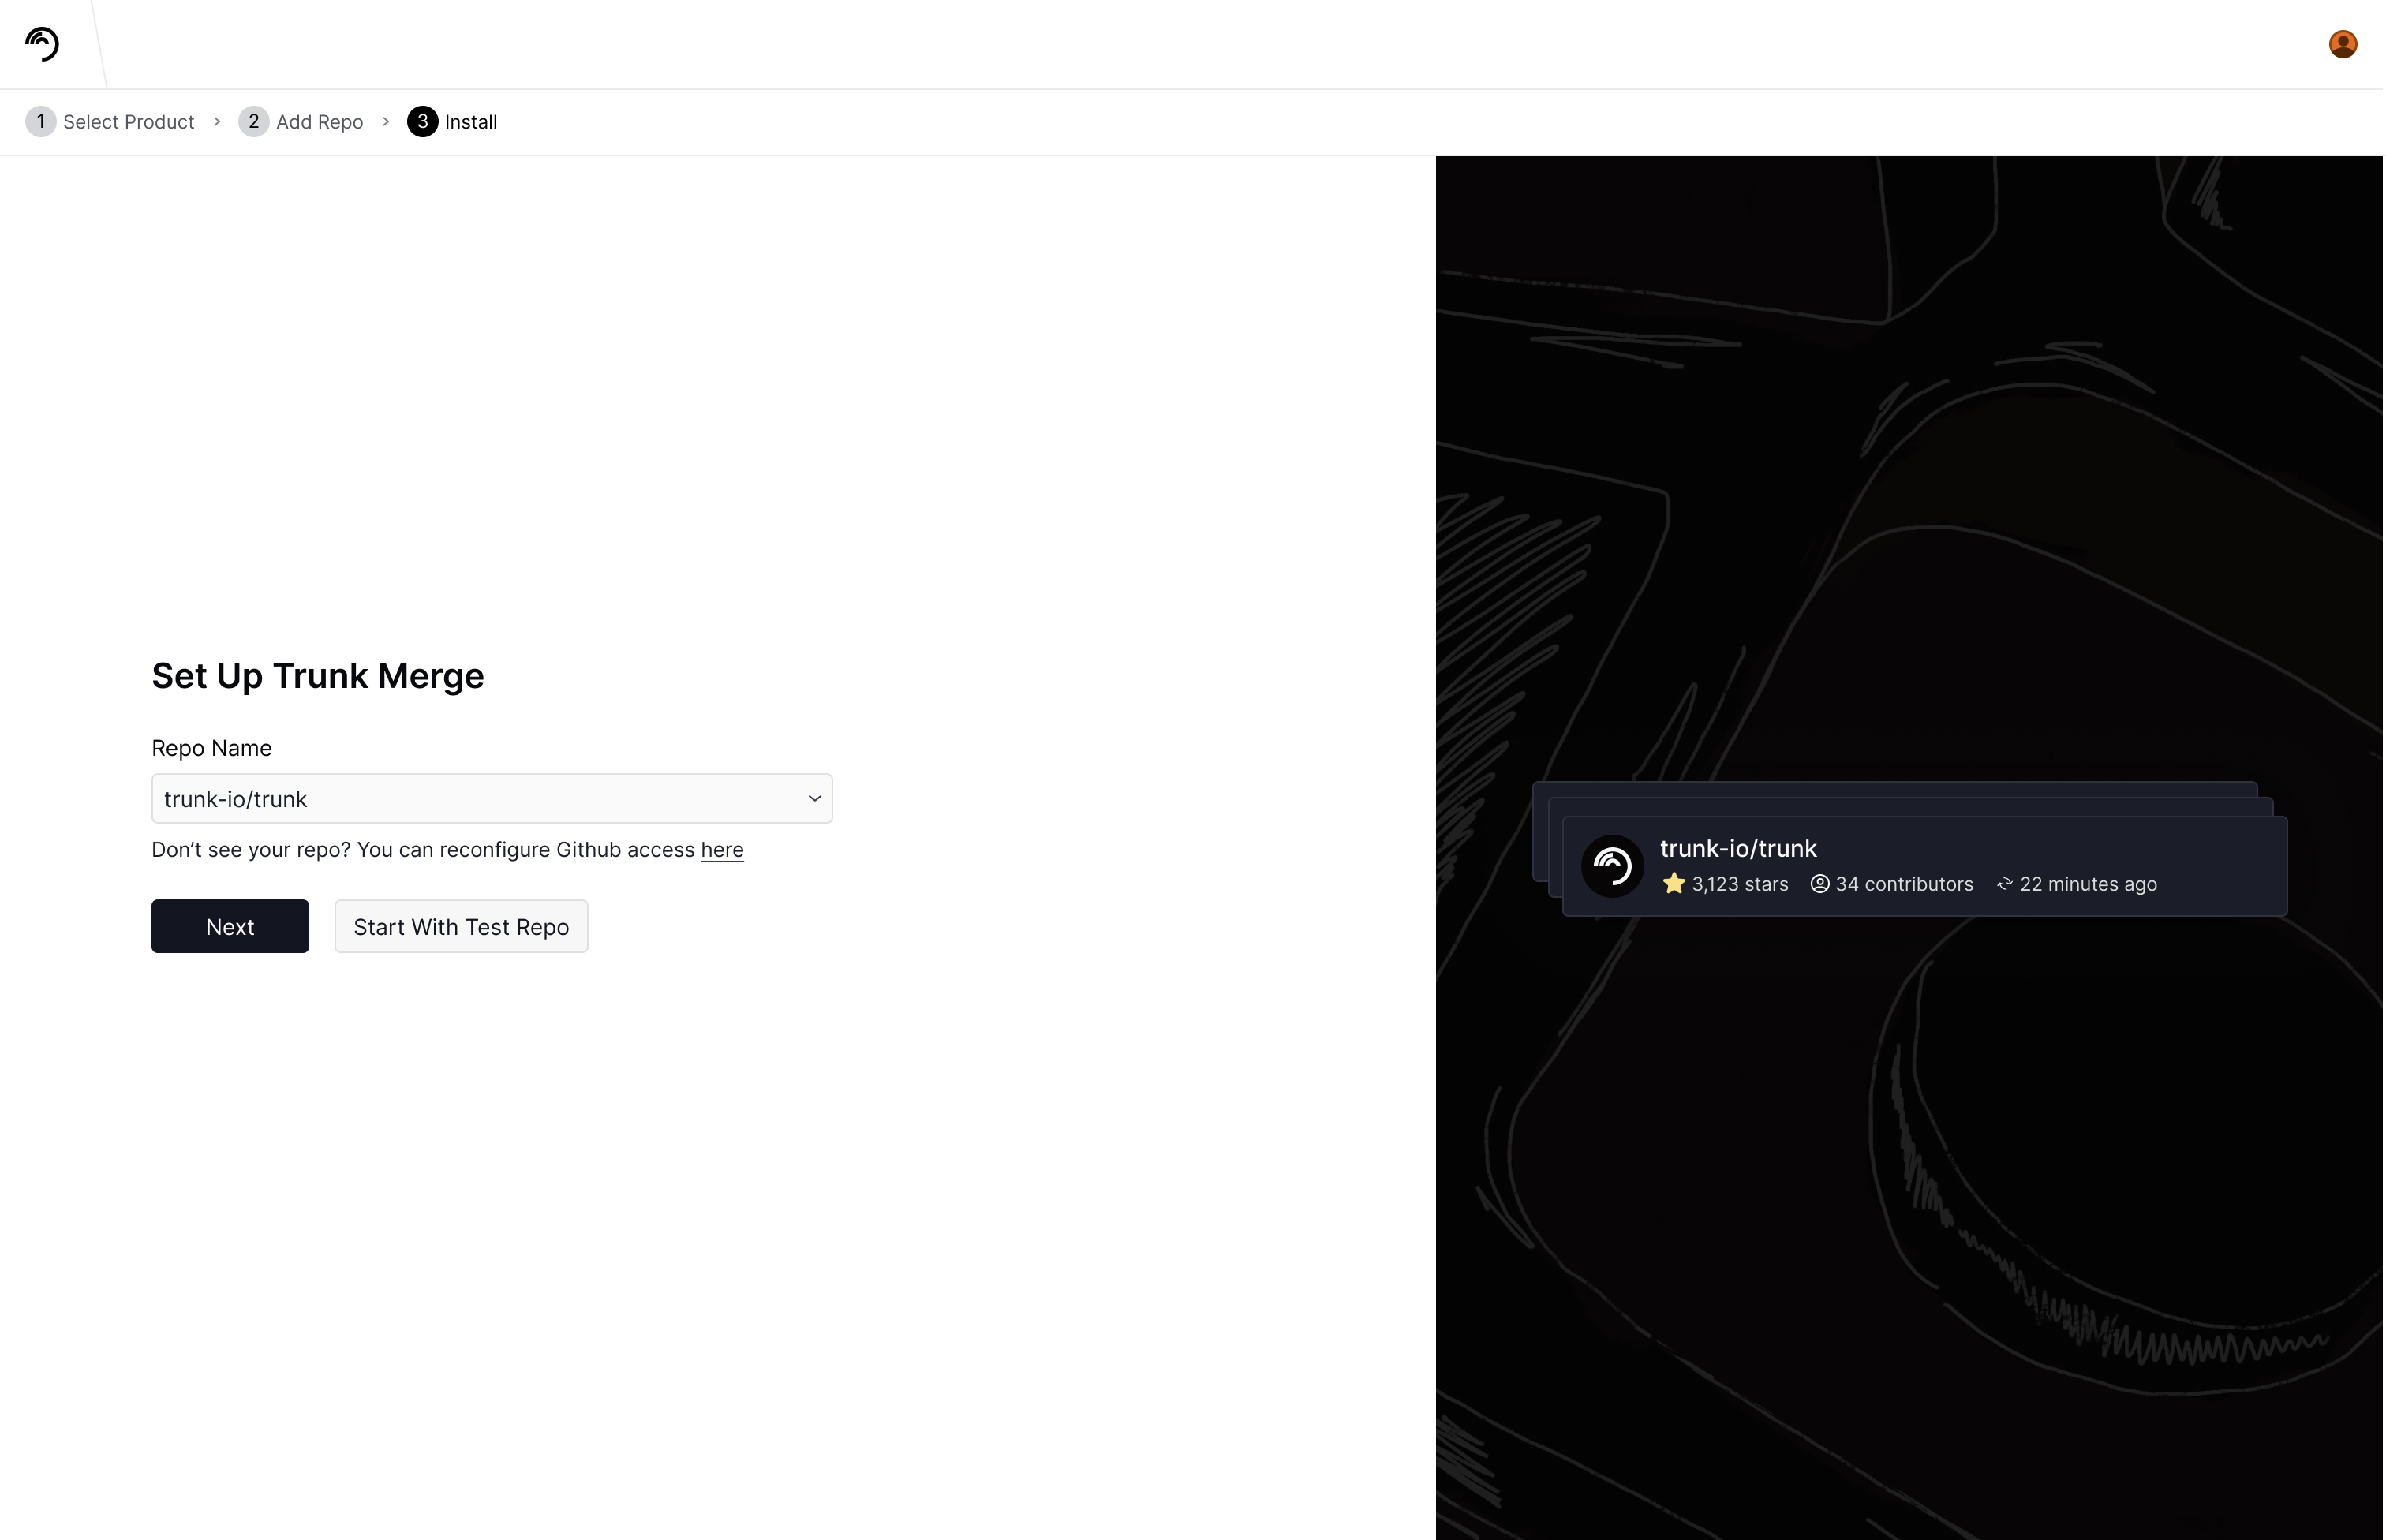 1 Select Product > 2 Add Repo > 3 Install
Set Up Trunk Merge
Repo Name
trunk-io/trunk
Don’t see your repo? You can reconfigure Github access here
Next Start With Test Repo
trunk-io/trunk
3,123 stars 34 contributors 22 minutes ago